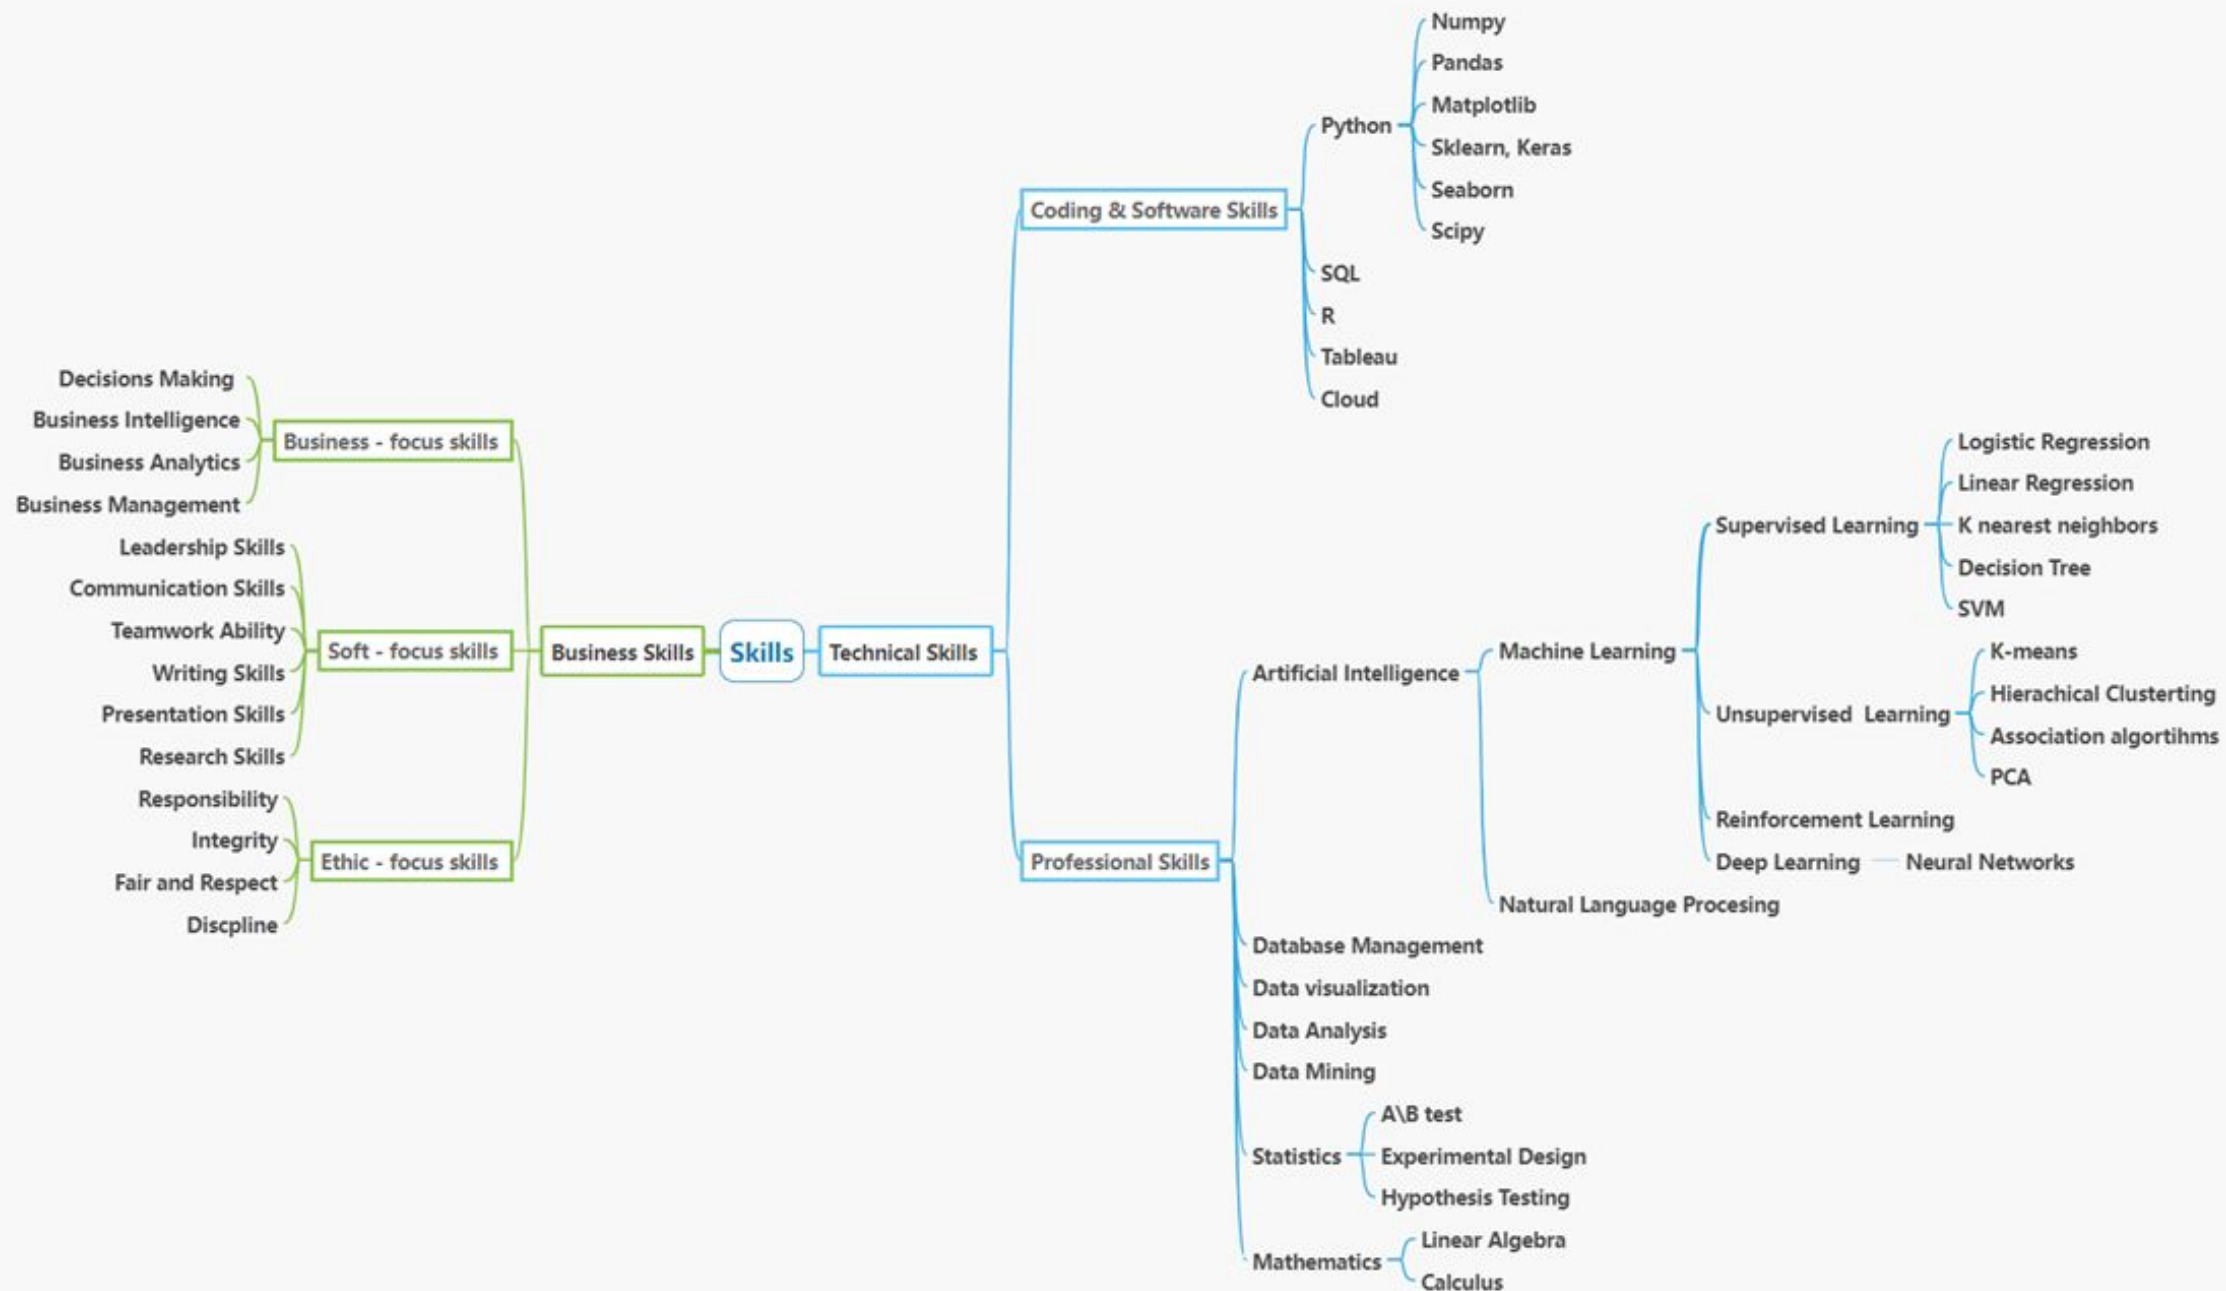 Skills
Business Skills
Business - focus skills
Decisions Making
Business Intelligence
Business Analytics
Business Management
Soft - focus skills
Leadership Skills
Communication Skills
Teamwork Ability
Writing Skills
Presentation Skills
Research Skills
Ethic - focus skills
Responsibility
Integrity
Fair and Respect
Discpline
Technical Skills
Coding & Software Skills
Python
Numpy
Pandas
Matplotlib
Sklearn, Keras
Seaborn
Scipy
SQL
R
Tableau
Cloud
Professional Skills
Artificial Intelligence
Machine Learning
Supervised Learning
Logistic Regression
Linear Regression
K nearest neighbors
Decision Tree
SVM
Unsupervised Learning
K-means
Hierachical Clusterting
Association algortihms
PCA
Reinforcement Learning
Deep Learning
Neural Networks
Natural Language Procesing
Database Management
Data visualization
Data Analysis
Data Mining
Statistics
A\B test
Experimental Design
Hypothesis Testing
Mathematics
Linear Algebra
Calculus